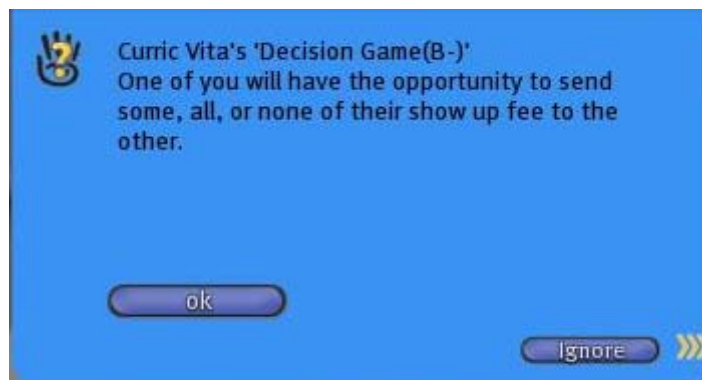 Curric Vita's 'Decision Game(B-)'
One of you will have the opportunity to send
some, all, or none of their show up fee to the
other.
ok
Ignore